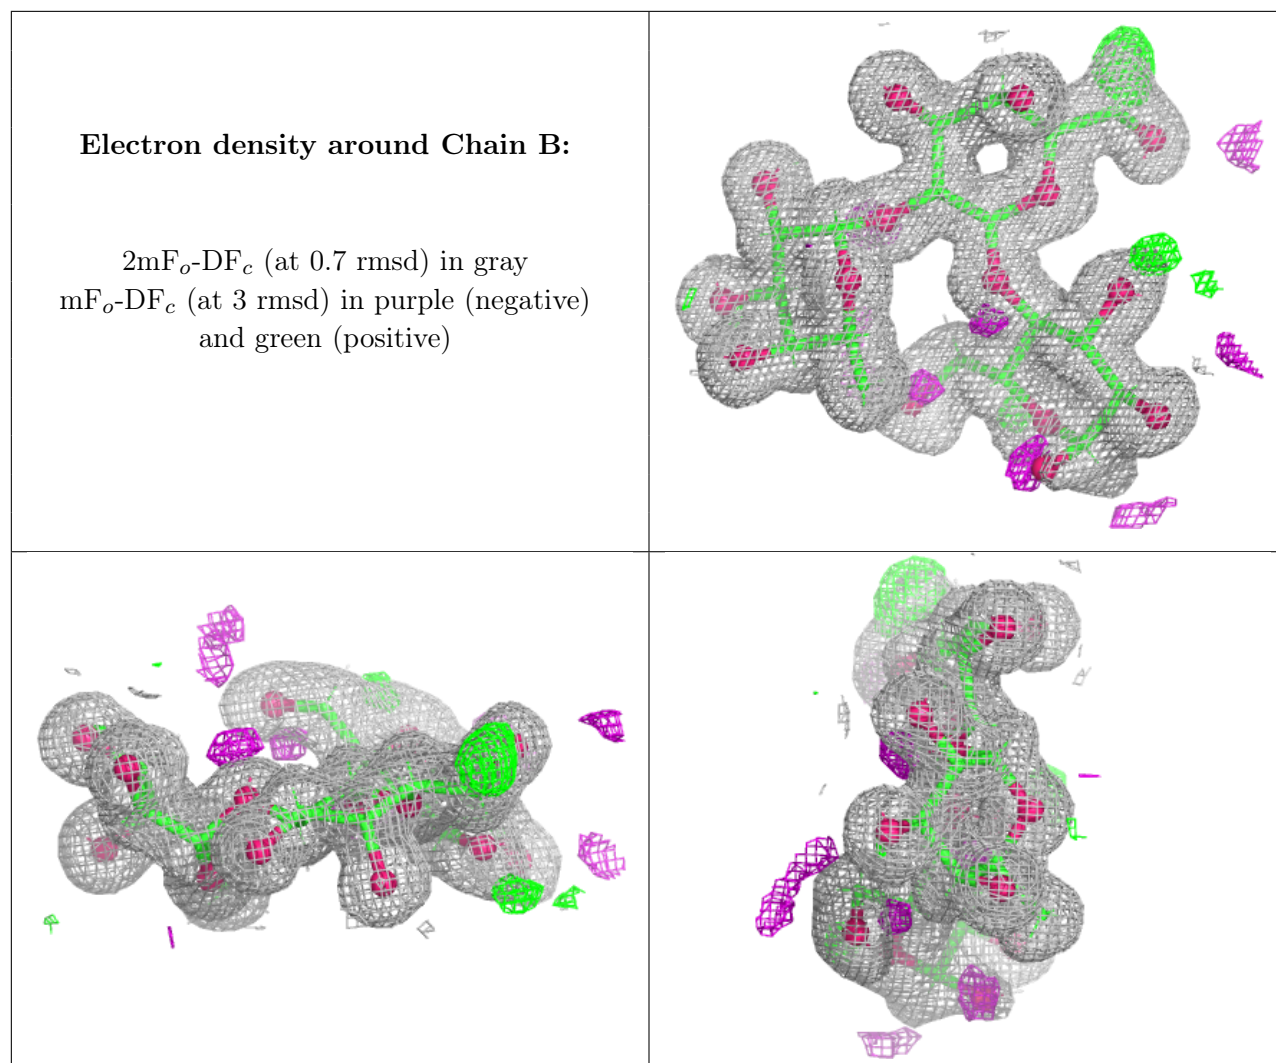 Electron density around Chain B:
2mFo-DFc (at 0.7 rmsd) in gray
mFo-DFc (at 3 rmsd) in purple (negative)
and green (positive)